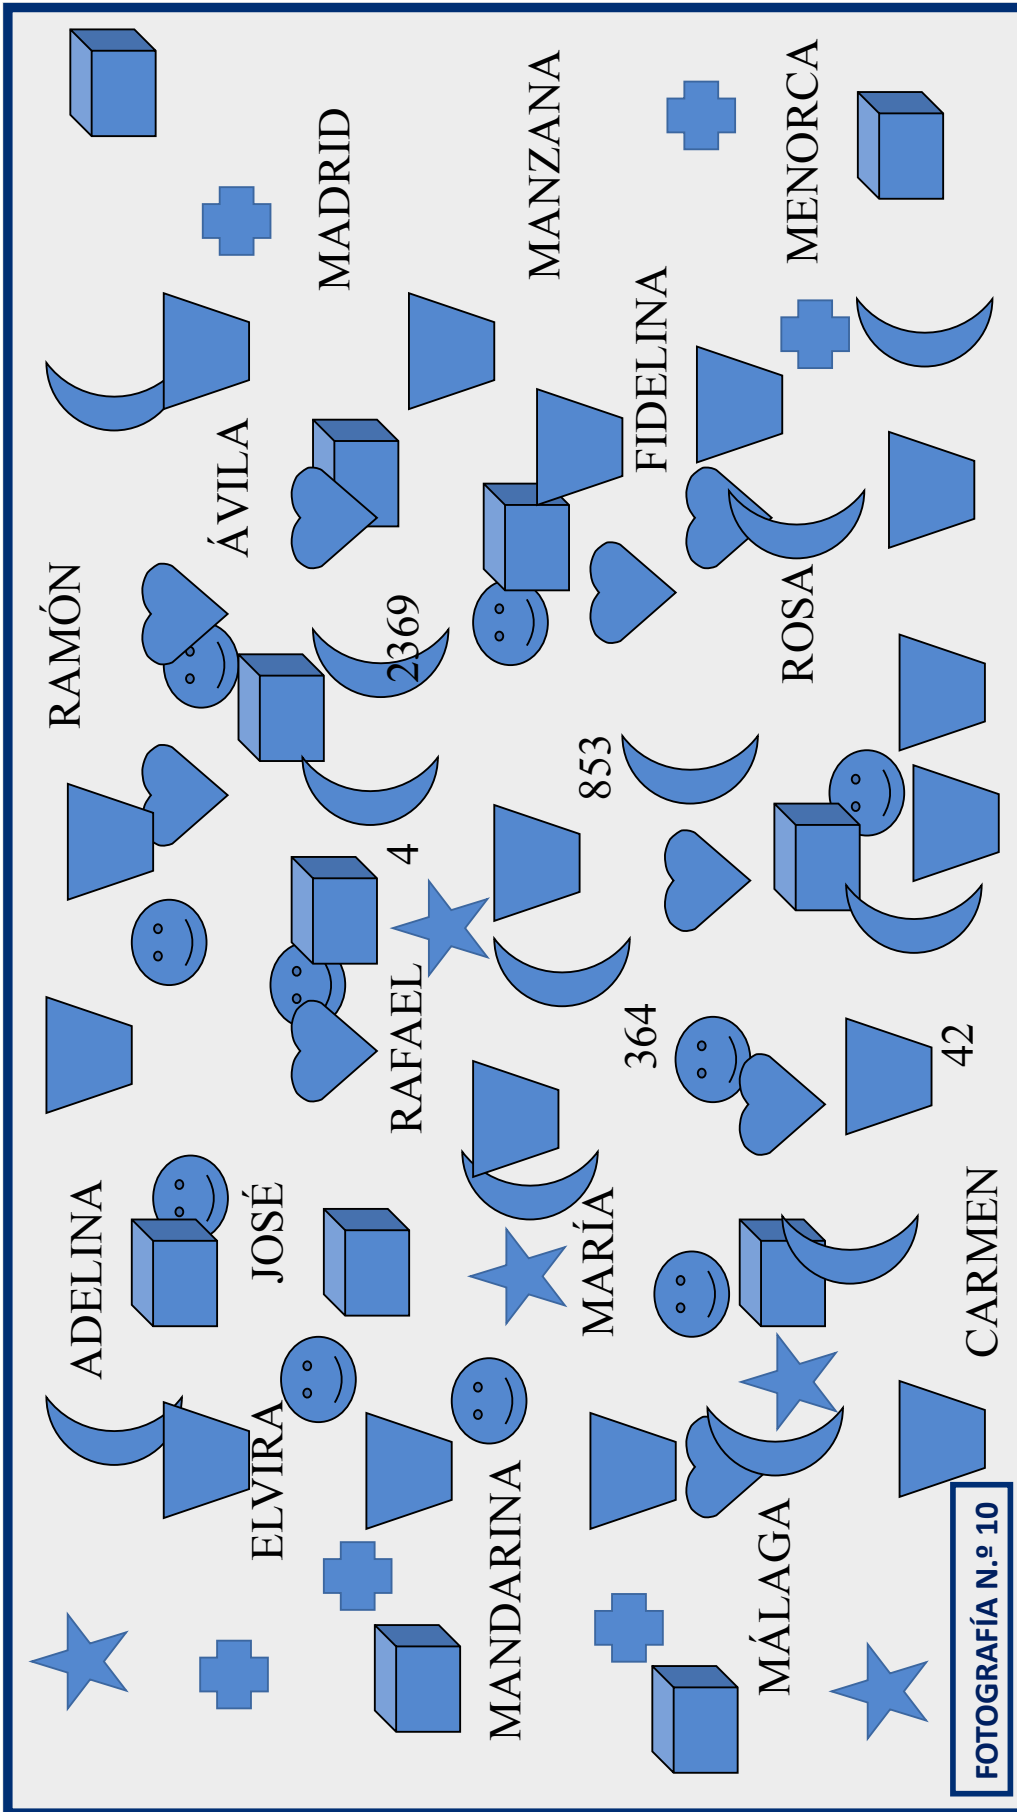 ADELINA
RAMÓN
ELVIRA
JOSÉ
ÁVILA
MADRID
RAFAEL
4
2369
MANDARINA
MANZANA
MARÍA
853
364
FIDELINA
MÁLAGA
ROSA
MENORCA
CARMEN
42
FOTOGRAFÍA N.º 10